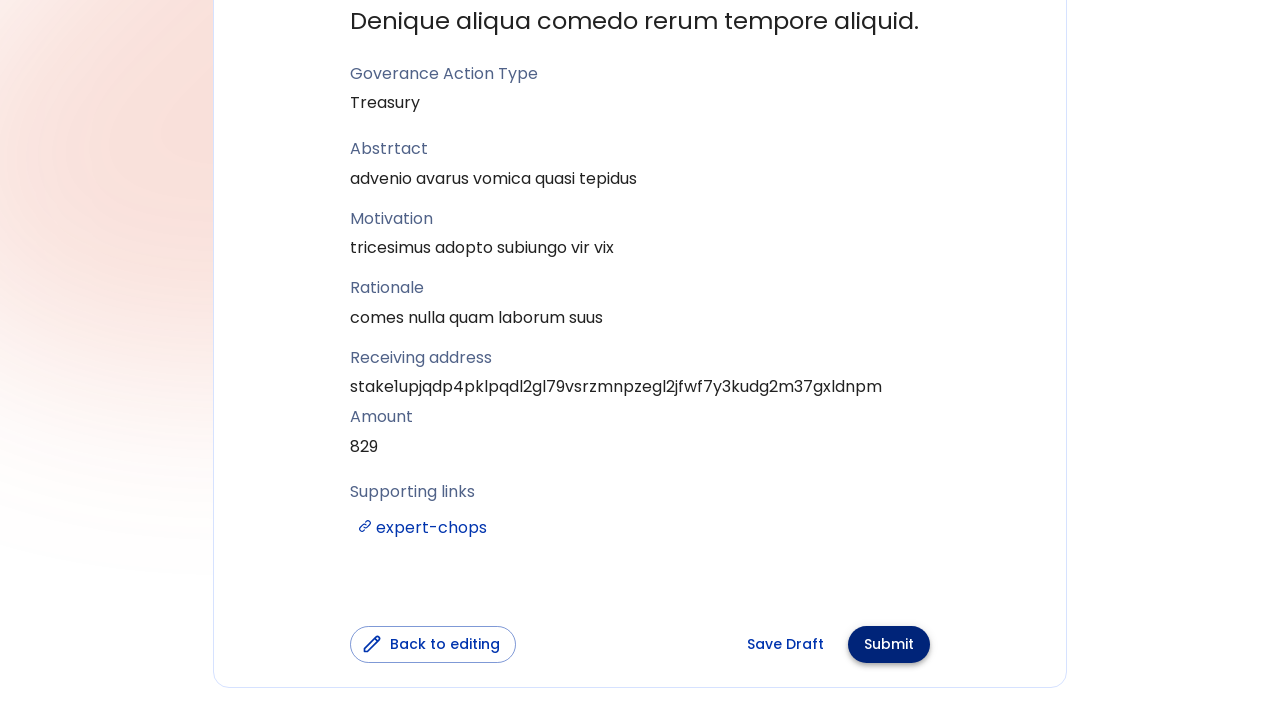 Denique aliqua comedo rerum tempore aliquid.
Goverance Action Type
Treasury
Abstrtact
advenio avarus vomica quasi tepidus
Motivation
tricesimus adopto subiungo vir vix
Rationale
comes nulla quam laborum suus
Receiving address
stake1upjqdp4pklpqdl2gl79vsrzmnpzegl2jfwf7y3kudg2m37gxldnpm
Amount
829
Supporting links
expert-chops
Back to editing
Save Draft
Submit